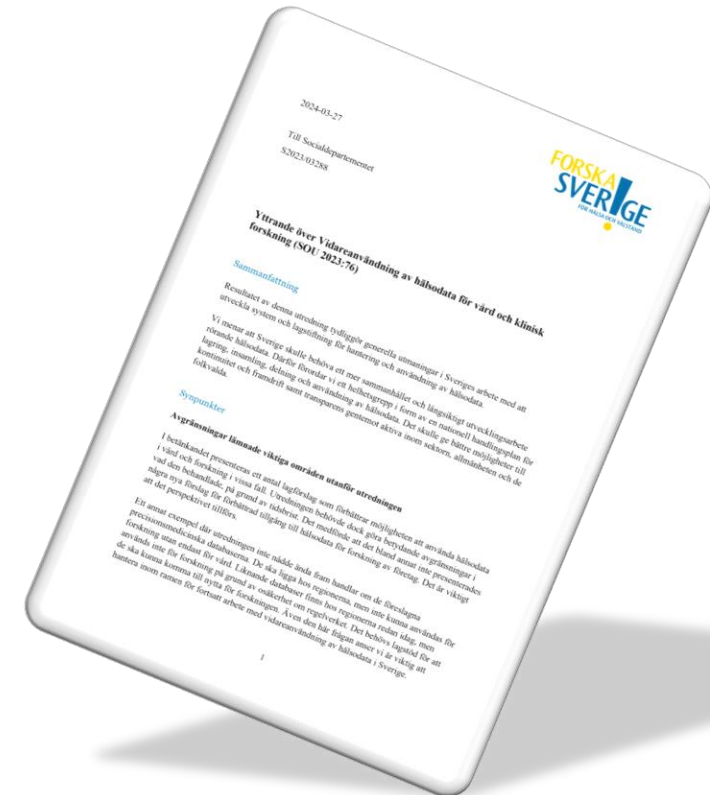 2024-03-27
Till Socialdepartementet
S2023/03288
FORSKA
SVERIGE
FÖR HÄLSA OCH VÄLSTÅND
Yttrande över Vidareanvändning av hälsodata för vård och klinisk
forskning (SOU 2023:76)
Sammanfattning
Resultatet av denna utredning tydliggör generella utmaningar i Sveriges arbete med att
utveckla system och lagstiftning för hantering och användning av hälsodata.
Vi menar att Sverige skulle behöva ett mer sammanhållet och långsiktigt utvecklingsarbete
rörande hälsodata. Därför förordar vi ett helhetsgrepp i form av en nationell handlingsplan för
lagring, insamling, delning och användning av hälsodata. Det skulle ge bättre möjligheter till
kontinuitet och framdrift samt transparens gentemot aktiva inom sektorn, allmänheten och de
folkvalda.
Synpunkter
Avgränsningar lämnade viktiga områden utanför utredningen
I betänkandet presenteras ett antal lagförslag som förbättrar möjligheten att använda hälsodata
i vård och forskning i vissa fall. Utredningen behövde dock göra betydande avgränsningar i
vad den behandlade, på grund av tidsbrist. Det medförde att det bland annat inte presenterades
några nya förslag för förbättrad tillgång till hälsodata för forskning av företag. Det är viktigt
att det perspektivet tillförs.
Ett annat exempel där utredningen inte nådde ända fram handlar om de föreslagna
precisionsmedicinska databaserna. De ska ligga hos regionerna, men inte kunna användas för
forskning utan endast för vård. Liknande databaser finns hos regionerna redan idag, men
används inte för forskning på grund av osäkerhet om regelverket. Det behövs lagstöd för att
de ska kunna komma till nytta för forskningen. Även den här frågan anser vi är viktig att
hantera inom ramen för fortsatt arbete med vidareanvändning av hälsodata i Sverige.
1